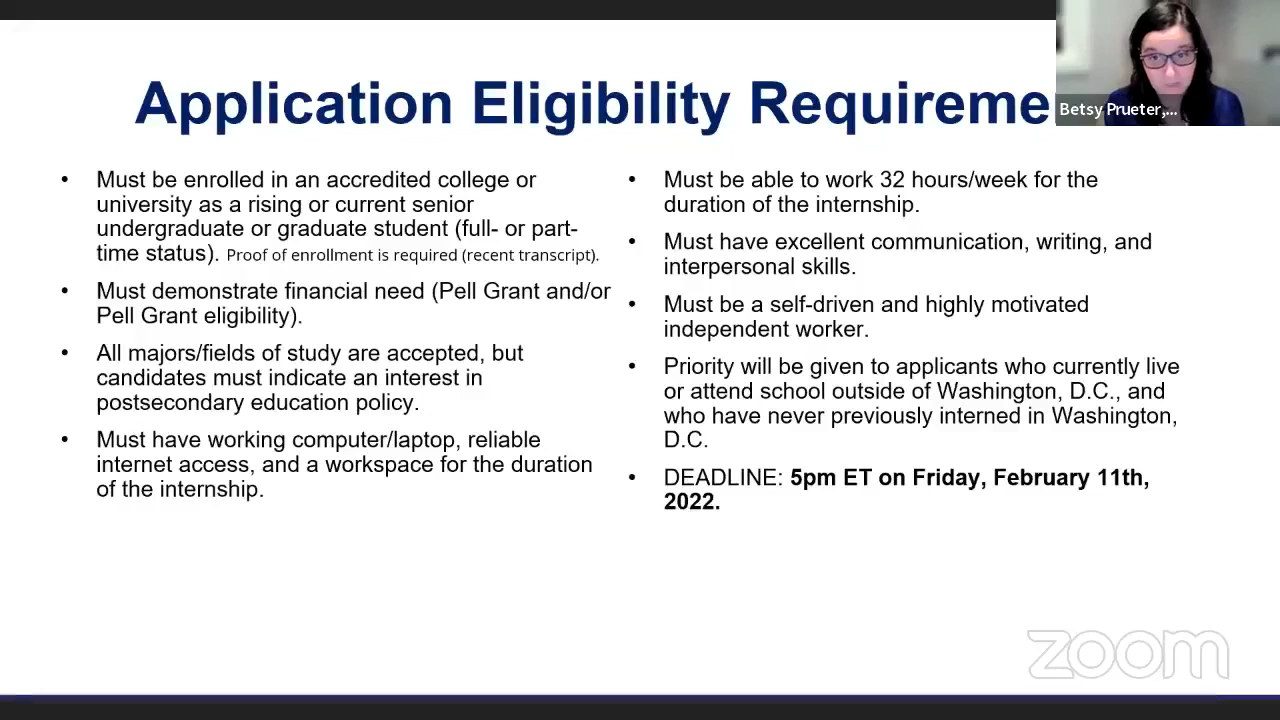 Application Eligibility Requireme
Betsy Prueter,...
• Must be enrolled in an accredited college or
university as a rising or current senior
undergraduate or graduate student (full- or part-
time status). Proof of enrollment is required (recent transcript).
• Must demonstrate financial need (Pell Grant and/or
Pell Grant eligibility).
• All majors/fields of study are accepted, but
candidates must indicate an interest in
postsecondary education policy.
• Must have working computer/laptop, reliable
internet access, and a workspace for the duration
of the internship.
• Must be able to work 32 hours/week for the
duration of the internship.
• Must have excellent communication, writing, and
interpersonal skills.
• Must be a self-driven and highly motivated
independent worker.
• Priority will be given to applicants who currently live
or attend school outside of Washington, D.C., and
who have never previously interned in Washington,
D.C.
• DEADLINE: 5pm ET on Friday, February 11th,
2022.
zoom